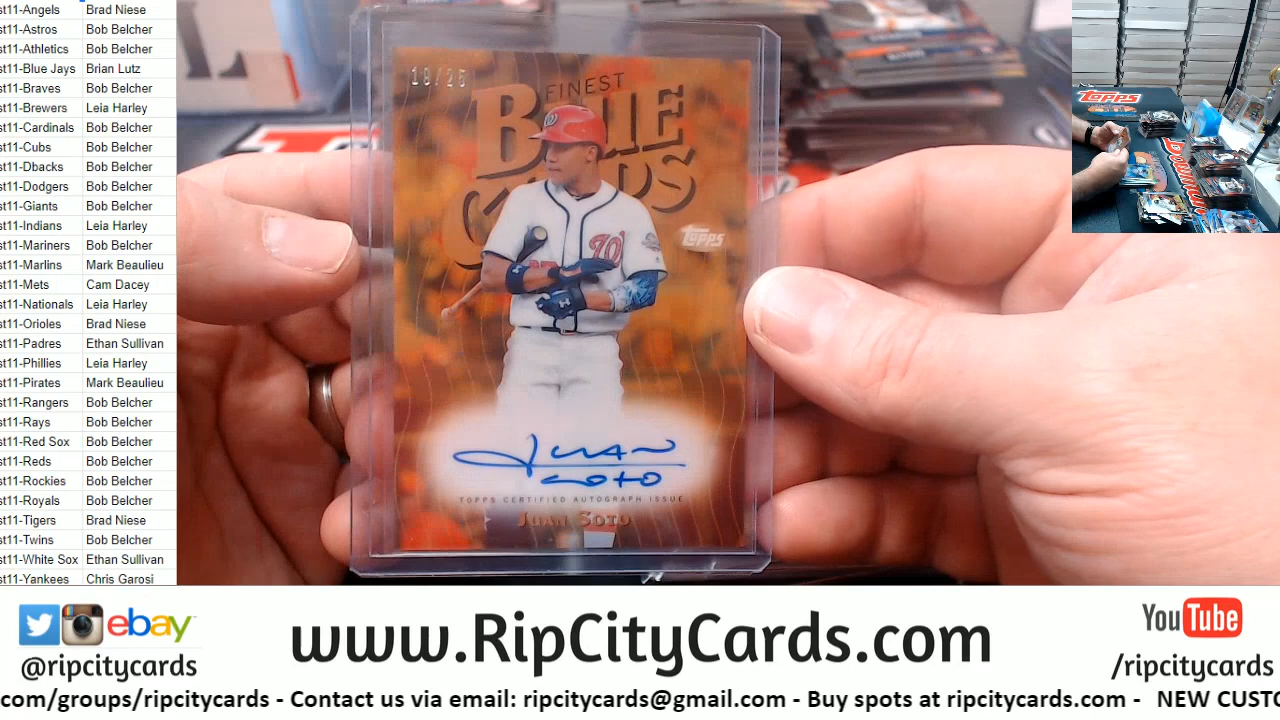 st11-Angels Brad Niese
st11-Astros Bob Belcher
st11-Athletics Bob Belcher
st11-Blue Jays Brian Lutz
st11-Braves Bob Belcher
st11-Brewers Leia Harley
st11-Cardinals Bob Belcher
st11-Cubs Bob Belcher
st11-Dbacks Bob Belcher
st11-Dodgers Bob Belcher
st11-Giants Bob Belcher
st11-Indians Leia Harley
st11-Mariners Bob Belcher
st11-Marlins Mark Beaulieu
st11-Mets Cam Dacey
st11-Nationals Leia Harley
st11-Orioles Brad Niese
st11-Padres Ethan Sullivan
st11-Phillies Leia Harley
st11-Pirates Mark Beaulieu
st11-Rangers Bob Belcher
st11-Rays Bob Belcher
st11-Red Sox Bob Belcher
st11-Reds Bob Belcher
st11-Rockies Bob Belcher
st11-Royals Bob Belcher
st11-Tigers Brad Niese
st11-Twins Bob Belcher
st11-White Sox Ethan Sullivan
st11-Yankees Chris Garosi
FINEST
W
W
Topps
Juan
Soto
TOPPS CERTIFIED AUTOGRAPH ISSUE
JUAN SOTO
TOPPS
ebay
@ripcitycards
www.RipCityCards.com
YouTube
/ripcitycards
com/groups/ripcitycards - Contact us via email: ripcitycards@gmail.com - Buy spots at ripcitycards.com - NEW CUSTO